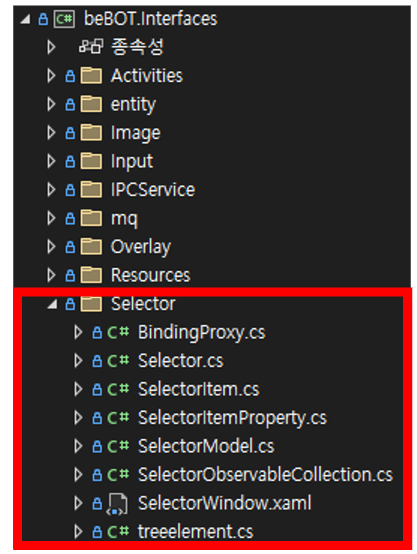 C# beBOT.Interfaces
종속성
Activities
entity
Image
Input
IPCService
mq
Overlay
Resources
Selector
C# BindingProxy.cs
C# Selector.cs
C# SelectorItem.cs
C# SelectorItemProperty.cs
C# SelectorModel.cs
C# SelectorObservableCollection.cs
SelectorWindow.xaml
C# treeelement.cs